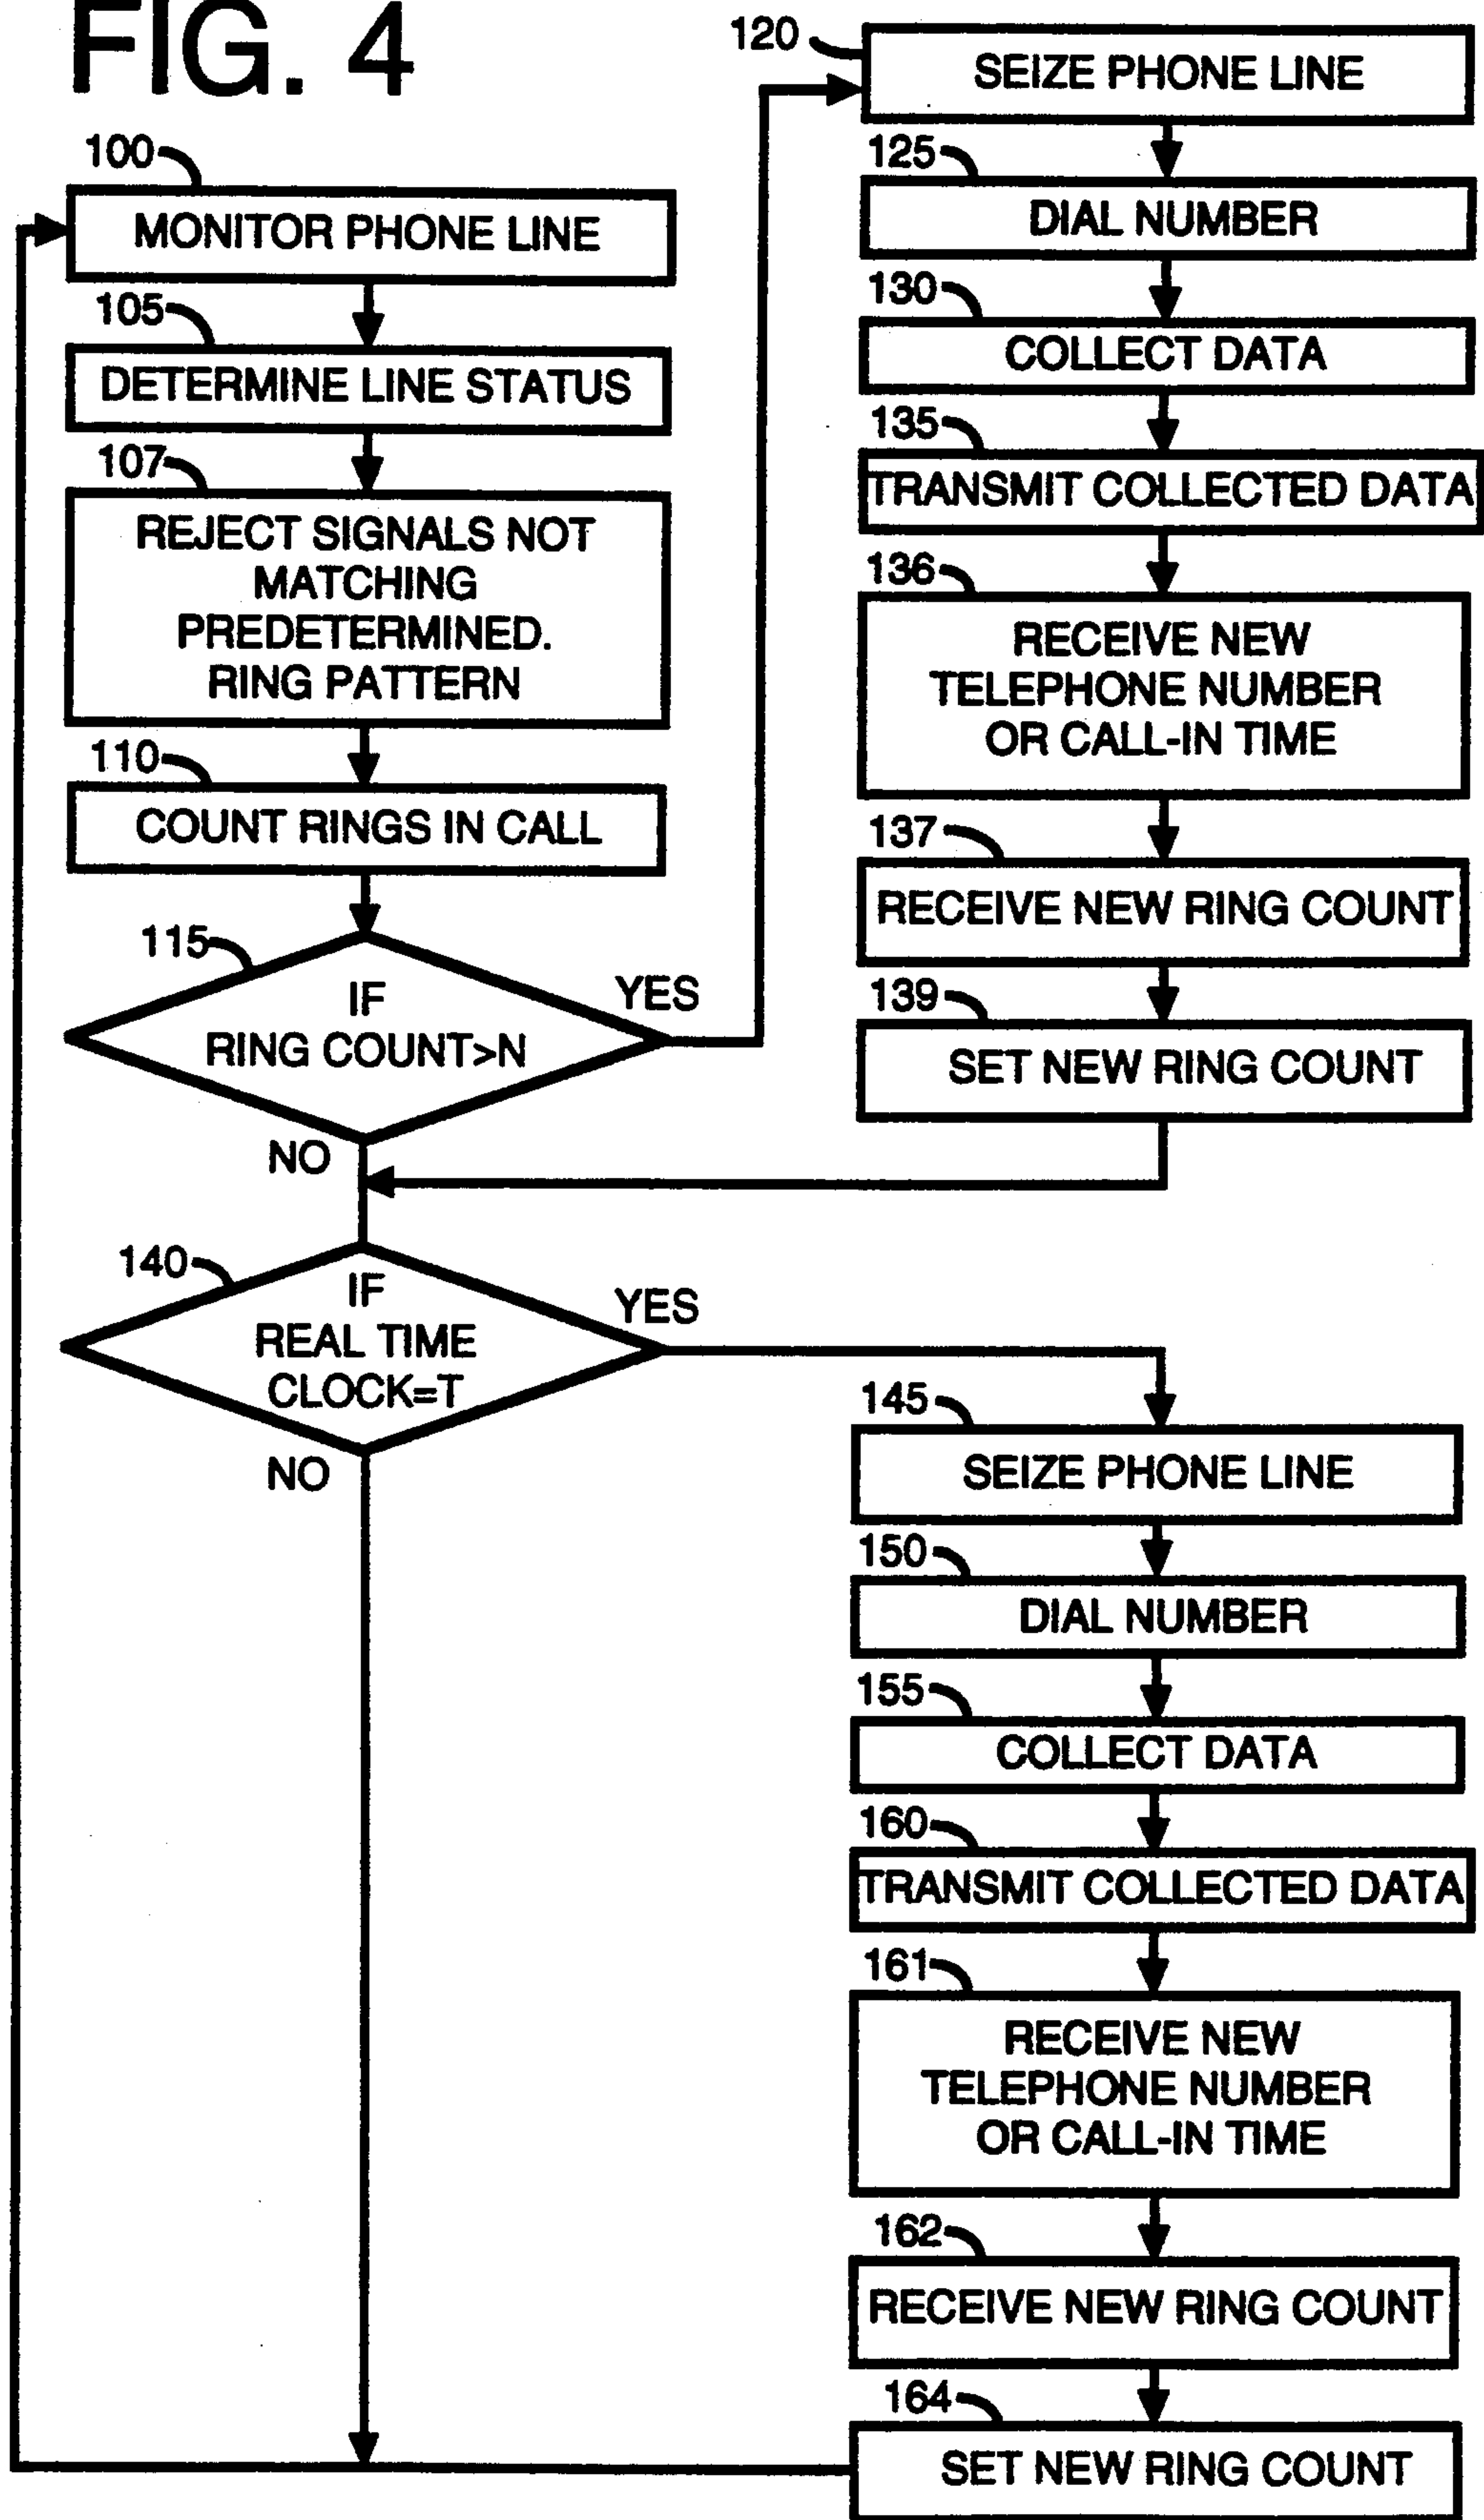 FIG. 4
100
MONITOR PHONE LINE
105
DETERMINE LINE STATUS
107
REJECT SIGNALS NOT
MATCHING
PREDETERMINED.
RING PATTERN
110
COUNT RINGS IN CALL
115
IF
RING COUNT>N
YES
NO
120
SEIZE PHONE LINE
125
DIAL NUMBER
130
COLLECT DATA
135
TRANSMIT COLLECTED DATA
136
RECEIVE NEW
TELEPHONE NUMBER
OR CALL-IN TIME
137
RECEIVE NEW RING COUNT
139
SET NEW RING COUNT
140
IF
REAL TIME
CLOCK=T
YES
NO
145
SEIZE PHONE LINE
150
DIAL NUMBER
155
COLLECT DATA
160
TRANSMIT COLLECTED DATA
161
RECEIVE NEW
TELEPHONE NUMBER
OR CALL-IN TIME
162
RECEIVE NEW RING COUNT
164
SET NEW RING COUNT